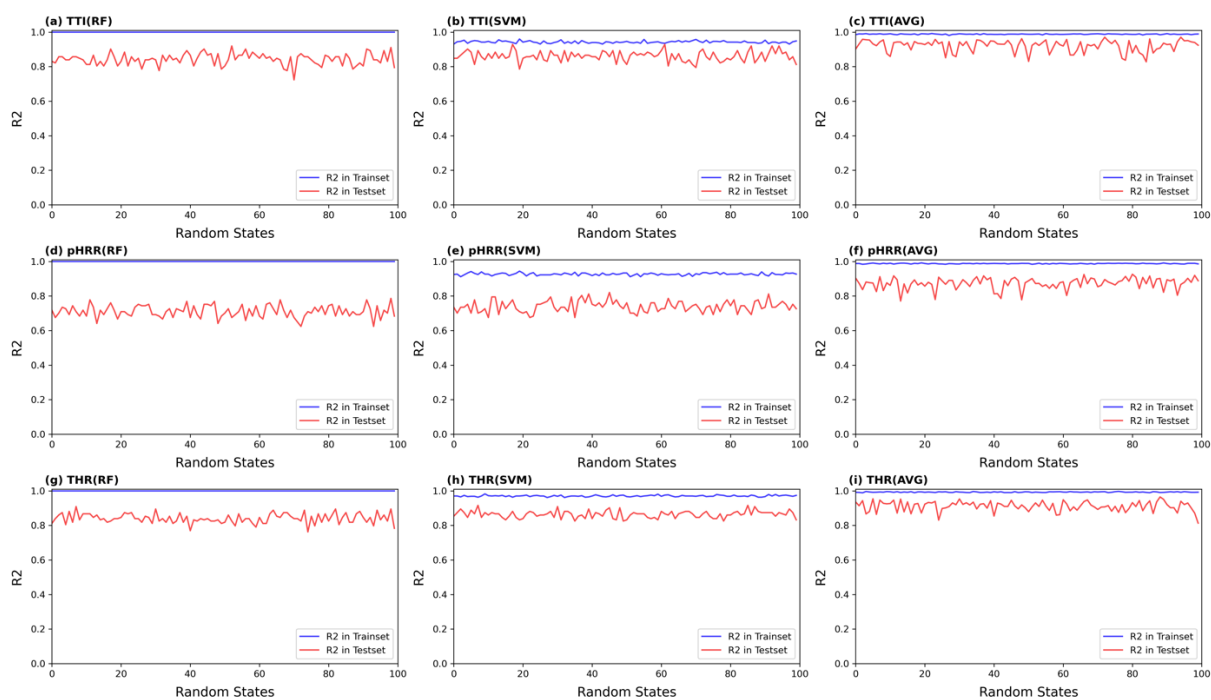 (a) TTI(RF)
1.0
0.8
0.6
0.4
0.2
0.0
R2
R2 in Trainset
R2 in Testset
0 20 40 60 80 100
Random States
(b) TTI(SVM)
1.0
0.8
0.6
0.4
0.2
0.0
R2
R2 in Trainset
R2 in Testset
0 20 40 60 80 100
Random States
(c) TTI(AVG)
1.0
0.8
0.6
0.4
0.2
0.0
R2
R2 in Trainset
R2 in Testset
0 20 40 60 80 100
Random States
(d) pHRR(RF)
1.0
0.8
0.6
0.4
0.2
0.0
R2
R2 in Trainset
R2 in Testset
0 20 40 60 80 100
Random States
(e) pHRR(SVM)
1.0
0.8
0.6
0.4
0.2
0.0
R2
R2 in Trainset
R2 in Testset
0 20 40 60 80 100
Random States
(f) pHRR(AVG)
1.0
0.8
0.6
0.4
0.2
0.0
R2
R2 in Trainset
R2 in Testset
0 20 40 60 80 100
Random States
(g) THR(RF)
1.0
0.8
0.6
0.4
0.2
0.0
R2
R2 in Trainset
R2 in Testset
0 20 40 60 80 100
Random States
(h) THR(SVM)
1.0
0.8
0.6
0.4
0.2
0.0
R2
R2 in Trainset
R2 in Testset
0 20 40 60 80 100
Random States
(i) THR(AVG)
1.0
0.8
0.6
0.4
0.2
0.0
R2
R2 in Trainset
R2 in Testset
0 20 40 60 80 100
Random States